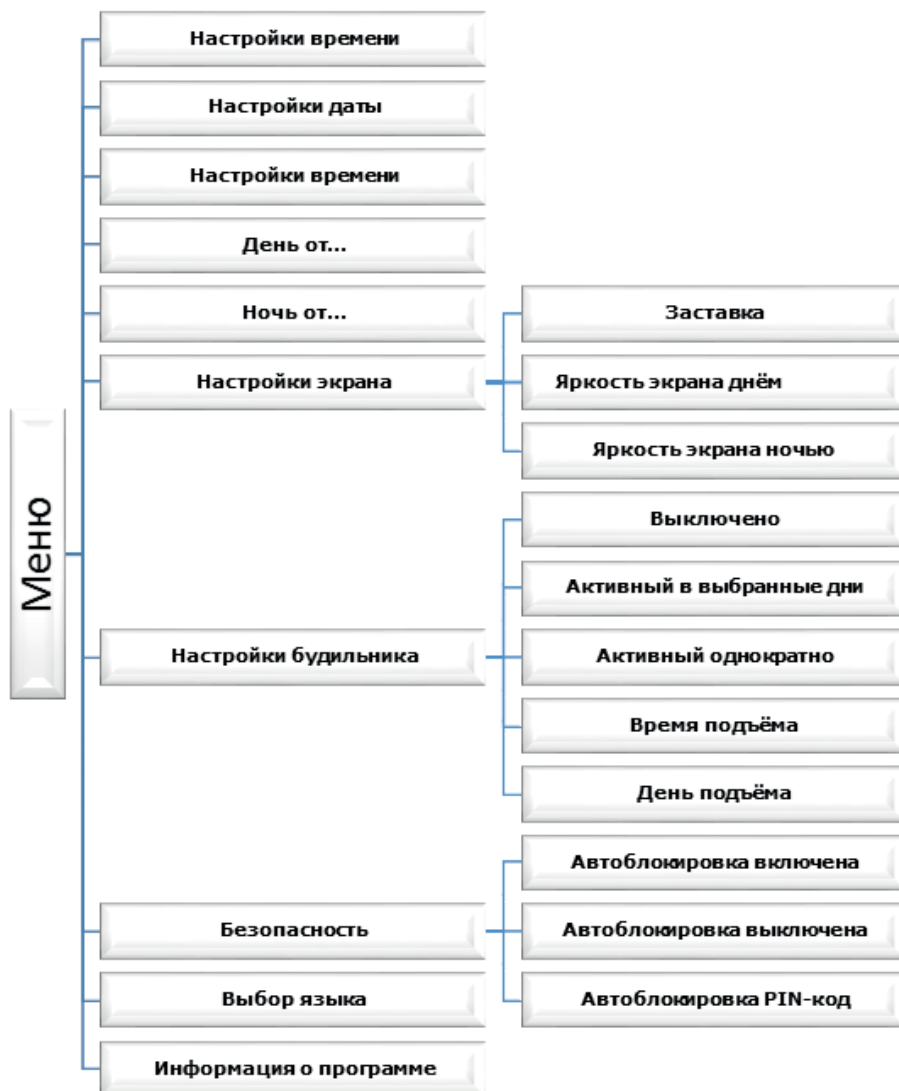 Меню
Настройки времени
Настройки даты
Настройки времени
День от...
Ночь от...
Настройки экрана
Заставка
Яркость экрана днём
Яркость экрана ночью
Настройки будильника
Выключено
Активный в выбранные дни
Активный однократно
Время подъёма
День подъёма
Безопасность
Автоблокировка включена
Автоблокировка выключена
Автоблокировка PIN-код
Выбор языка
Информация о программе